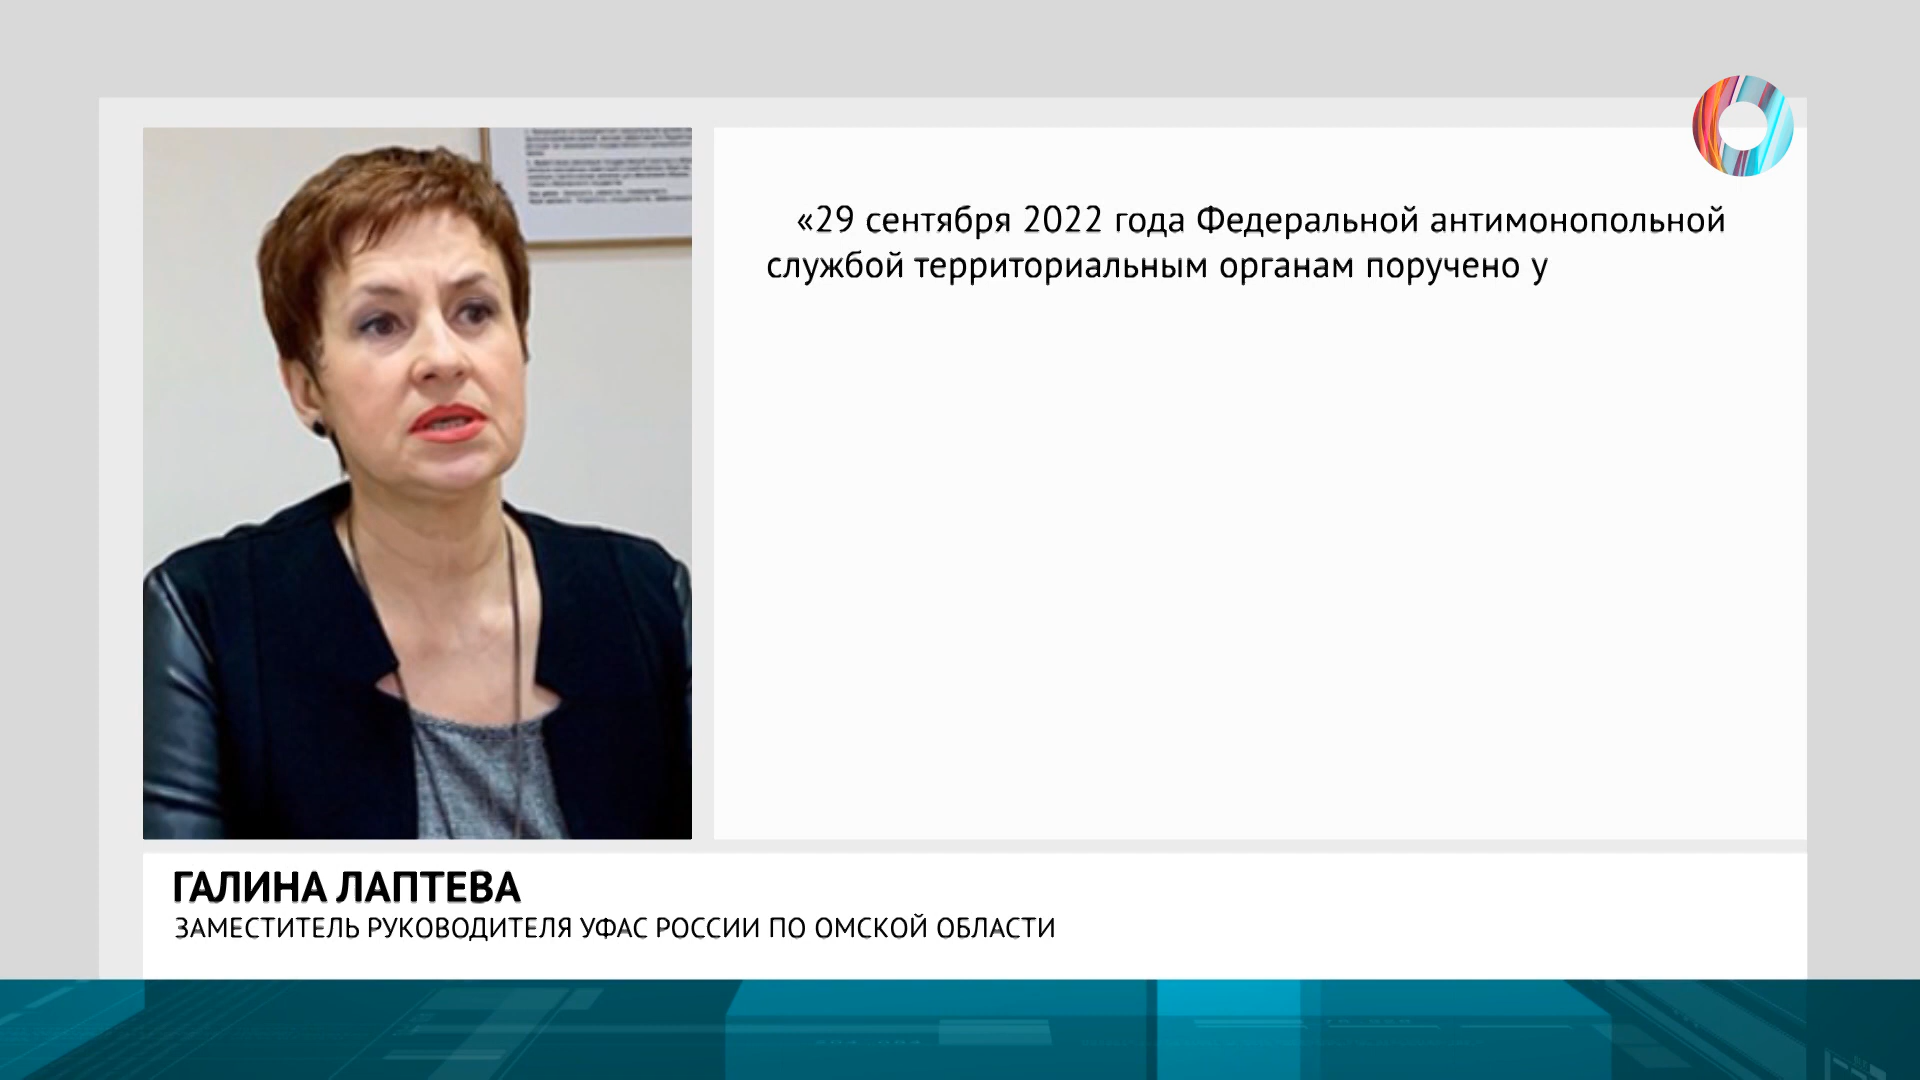 «29 сентября 2022 года Федеральной антимонопольной
службой территориальным органам поручено у
ГАЛИНА ЛАПТЕВА
ЗАМЕСТИТЕЛЬ РУКОВОДИТЕЛЯ УФАС РОССИИ ПО ОМСКОЙ ОБЛАСТИ